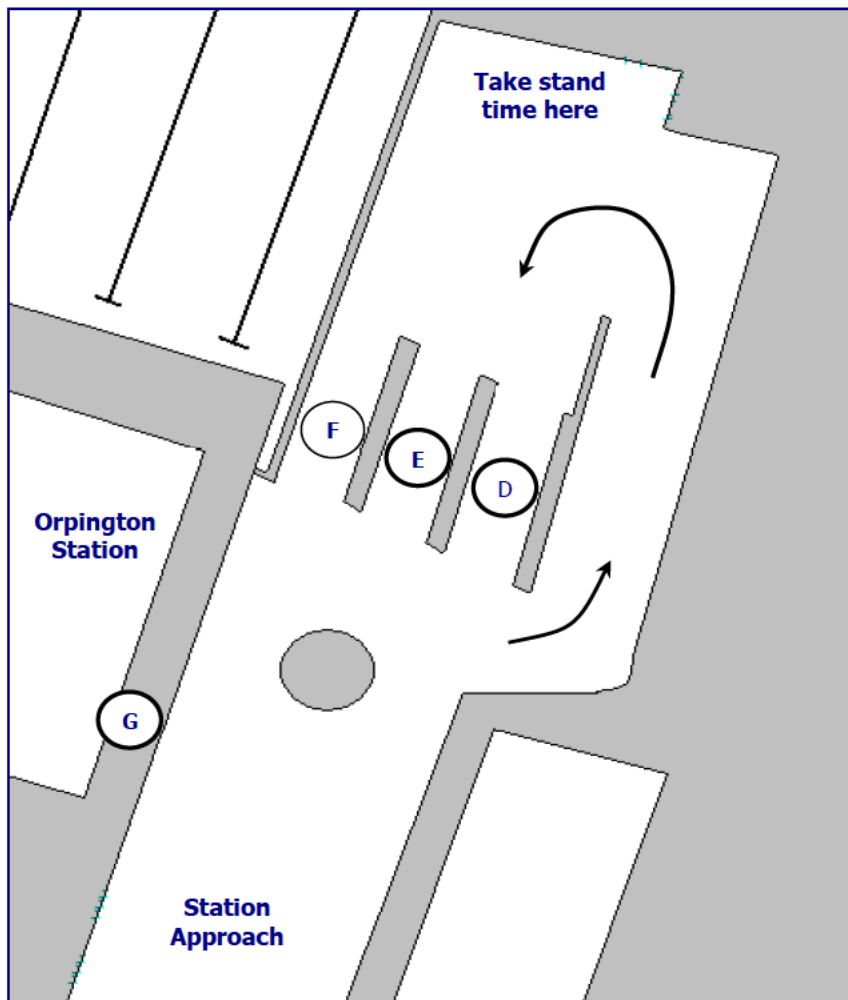 Take stand
time here
F
E
D
Orpington
Station
G
Station
Approach